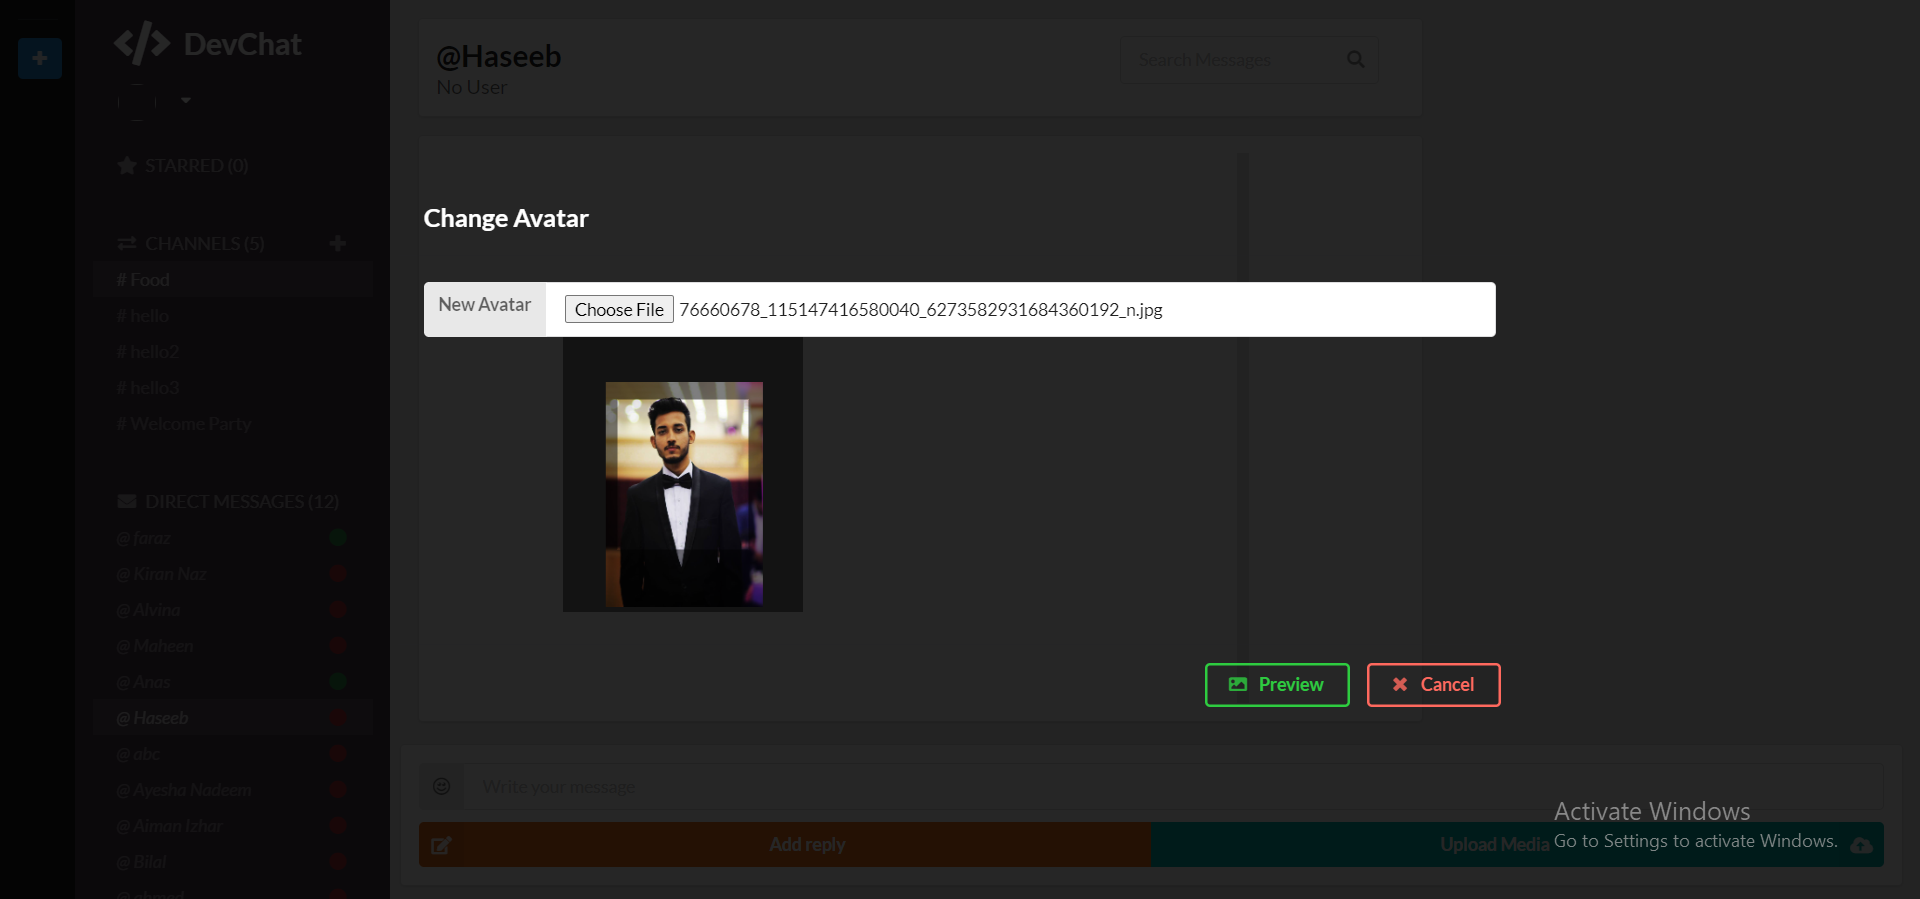 DevChat
STARRED (0)
CHANNELS (5)
# Food
# hello
# hello2
# hello3
# Welcome Party
DIRECT MESSAGES (12)
@ faraz
@ Kiran Naz
@ Alvina
@ Maheen
@ Anas
@ Haseeb
@ abc
@ Ayesha Nadeem
@ Aiman Izhar
@ Bilal
@Haseeb
No User
Search Messages
Change Avatar
New Avatar
Choose File 76660678_115147416580040_6273582931684360192_n.jpg
Preview
Cancel
Write your message
Add reply
Upload Media
Activate Windows
Go to Settings to activate Windows.